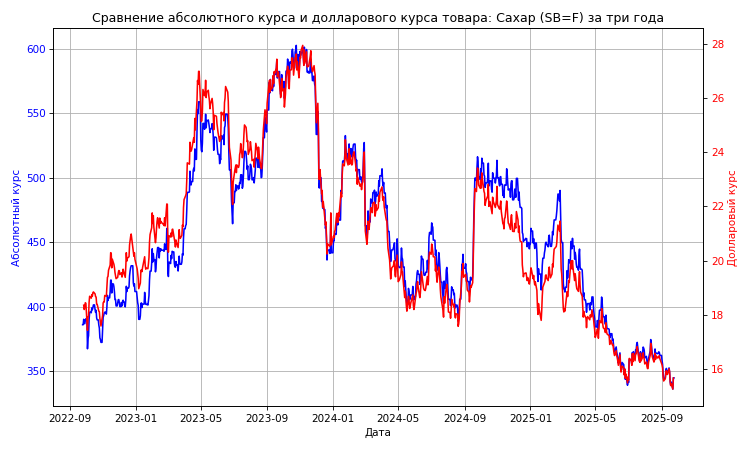 Сравнение абсолютного курса и долларового курса товара: Сахар (SB=F) за три года
600
550
500
450
400
350
Абсолютный курс
28
26
24
22
20
18
16
Долларовый курс
2022-09 2023-01 2023-05 2023-09 2024-01 2024-05 2024-09 2025-01 2025-05 2025-09
Дата